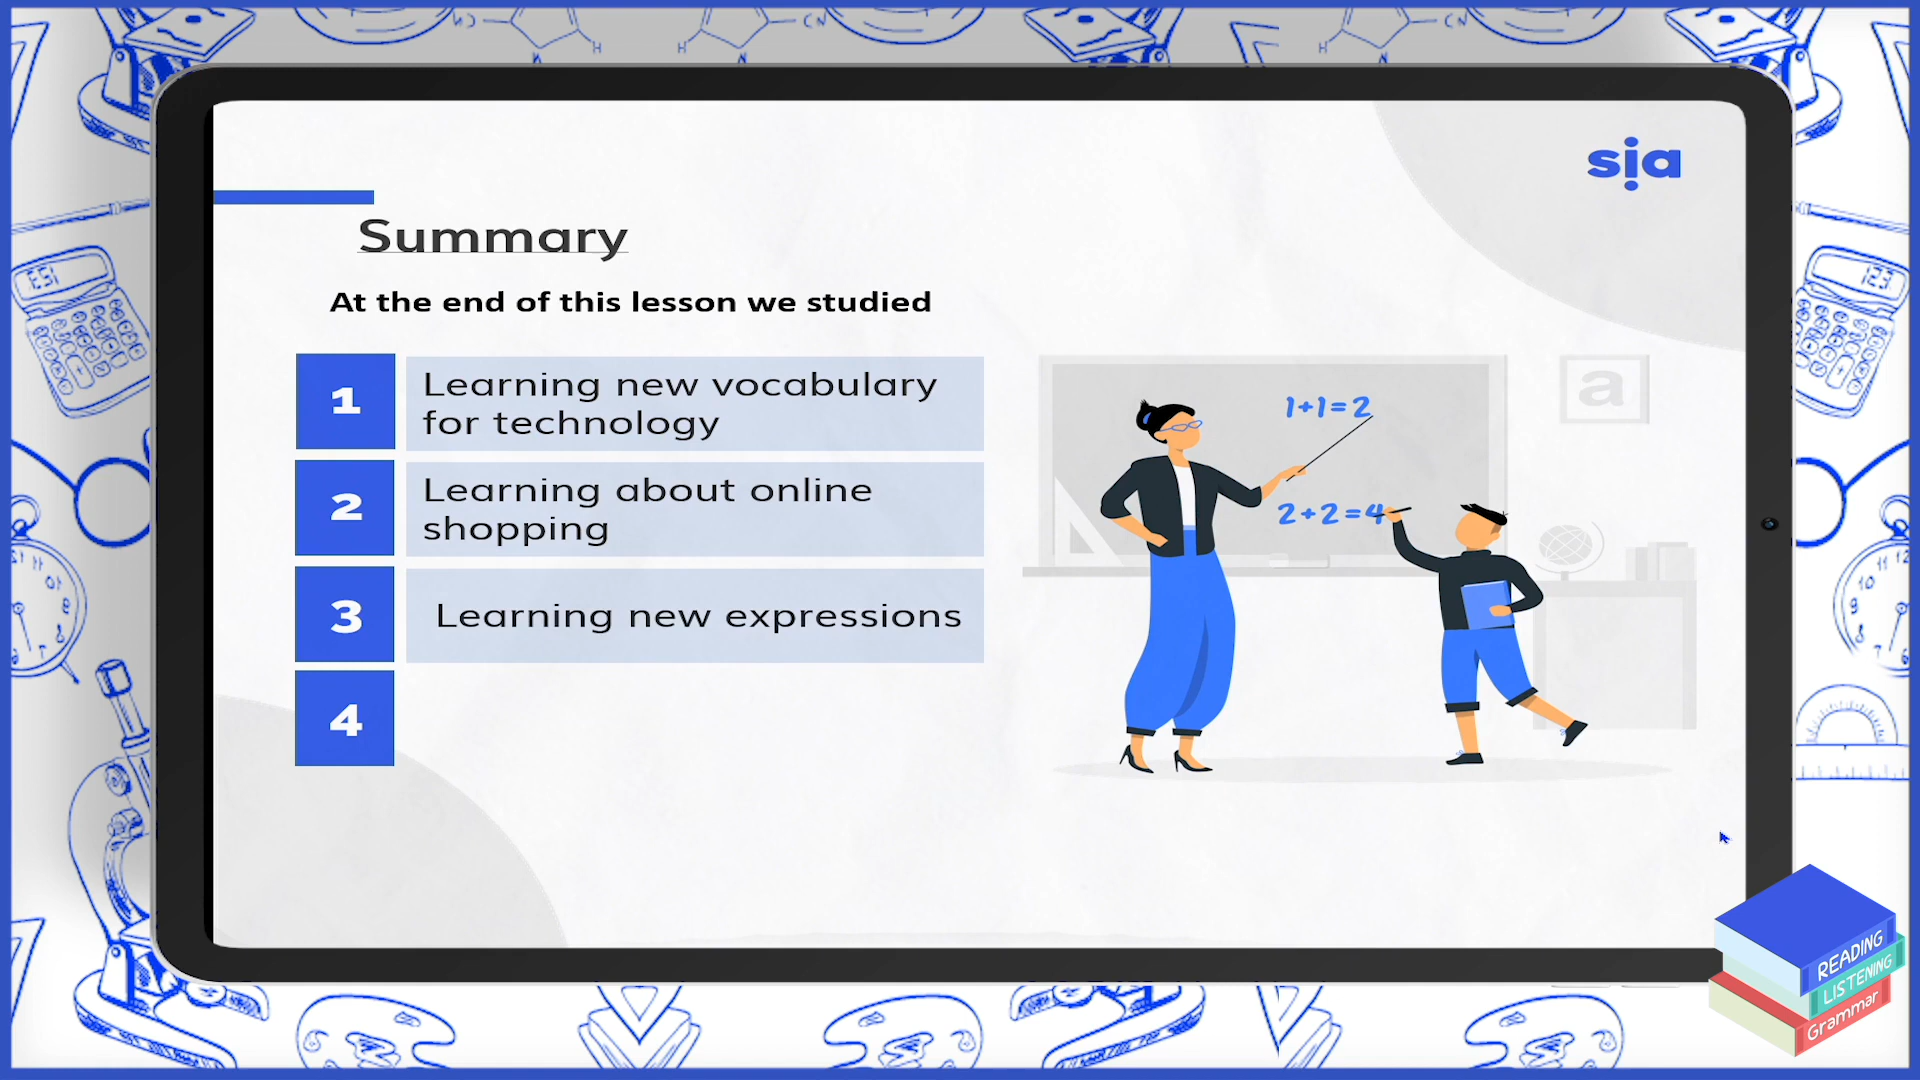 sia
Summary
At the end of this lesson we studied
1
Learning new vocabulary
for technology
2
Learning about online
shopping
3
Learning new expressions
4
1+1=2
2+2=4
a
READING
LISTENING
Grammar